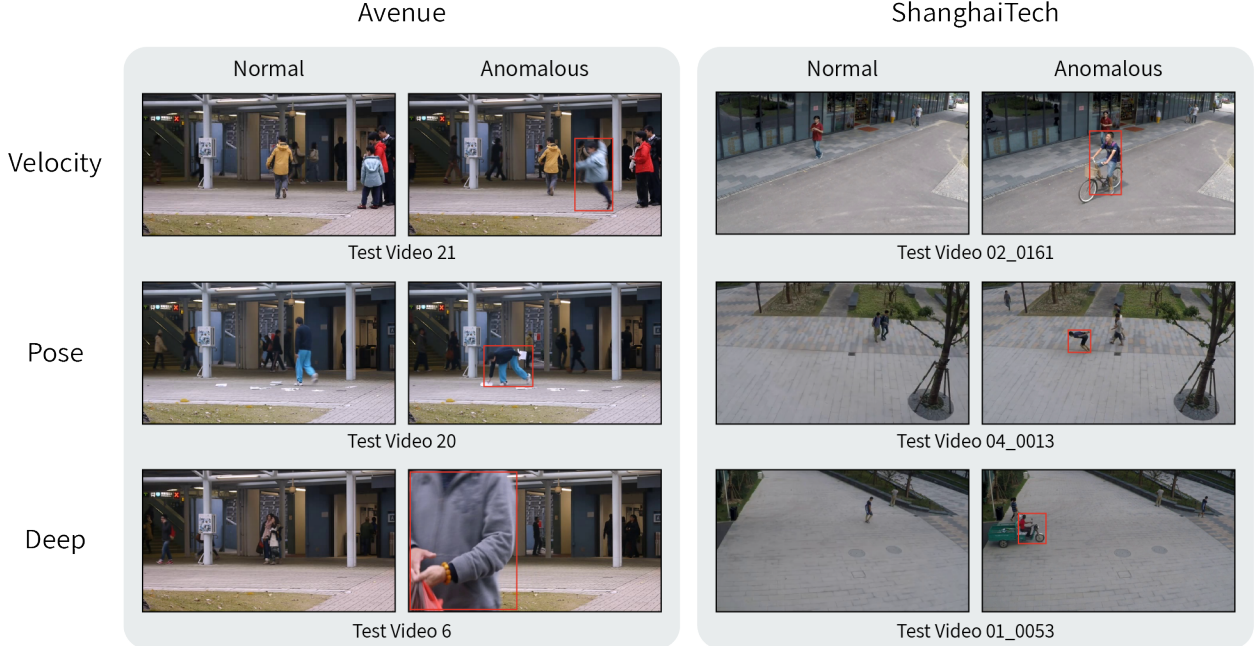 Avenue
ShanghaiTech
Normal
Anomalous
Normal
Anomalous
Velocity
Test Video 21
Test Video 02_0161
Pose
Test Video 20
Test Video 04_0013
Deep
Test Video 6
Test Video 01_0053